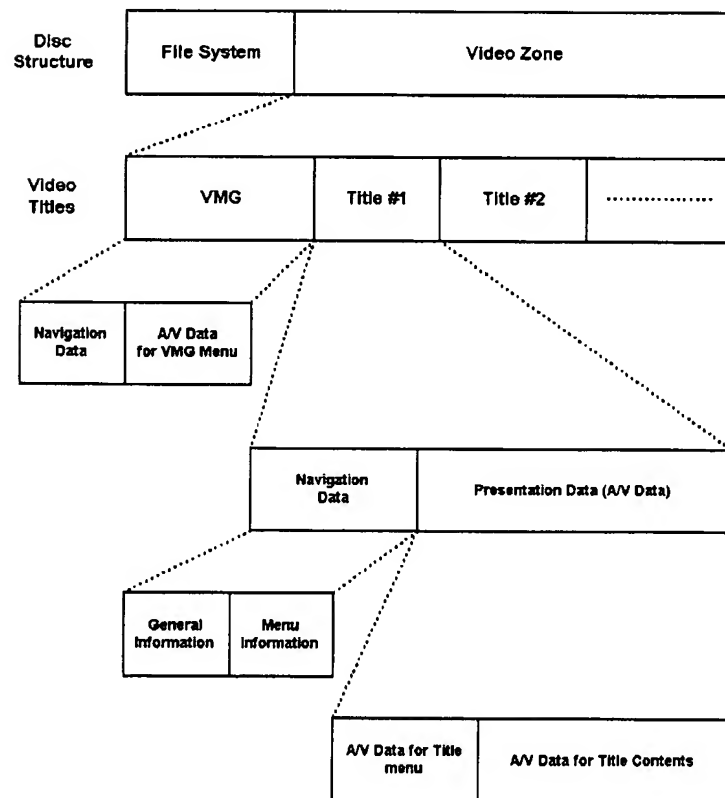 Disc
Structure
File System
Video Zone
Video
Titles
VMG
Title #1
Title #2
Navigation
Data
A/V Data
for VMG Menu
Navigation
Data
Presentation Data (A/V Data)
General
Information
Menu
Information
A/V Data for Title
menu
A/V Data for Title Contents